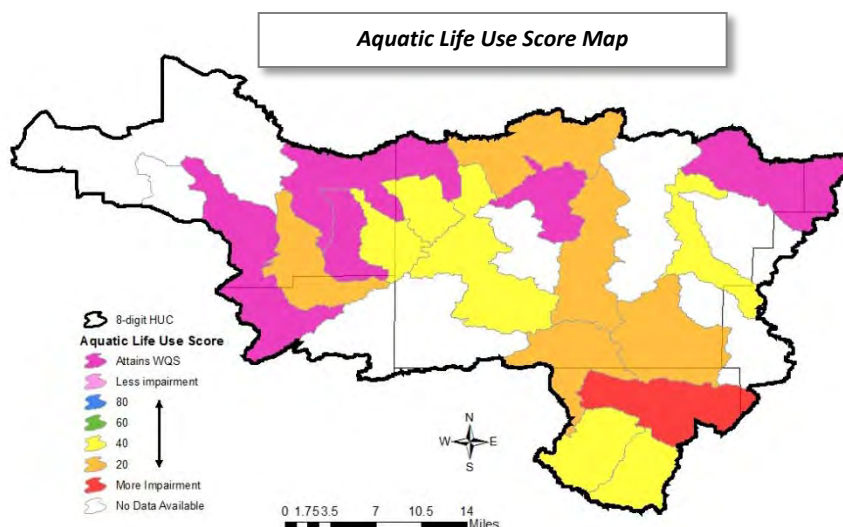 Aquatic Life Use Score Map
8-digit HUC
Aquatic Life Use Score
Attains WQS
Less impairment
80
60
40
20
More Impairment
No Data Available
N
W E
S
0 1.75 3.5 7 10.5 14
Miles